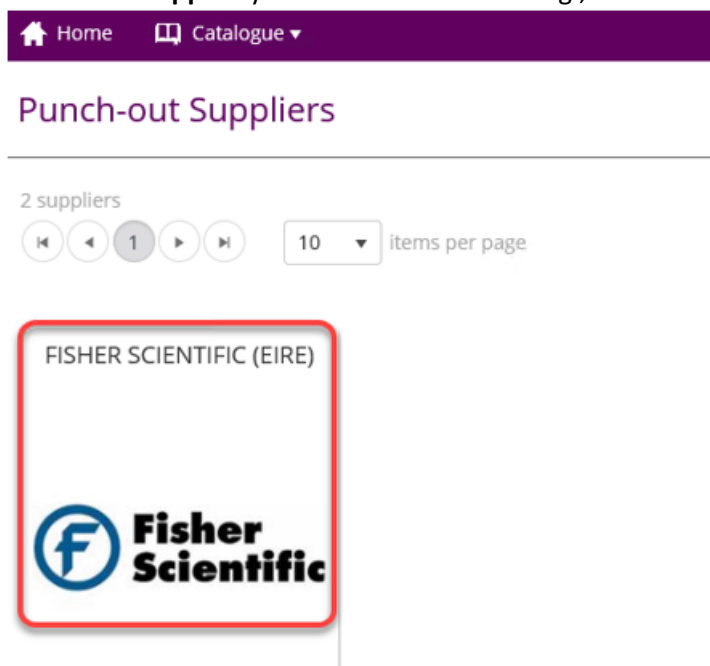 Home Catalogue
Punch-out Suppliers
2 suppliers
1 10 items per page
FISHER SCIENTIFIC (EIRE)
Fisher
Scientific